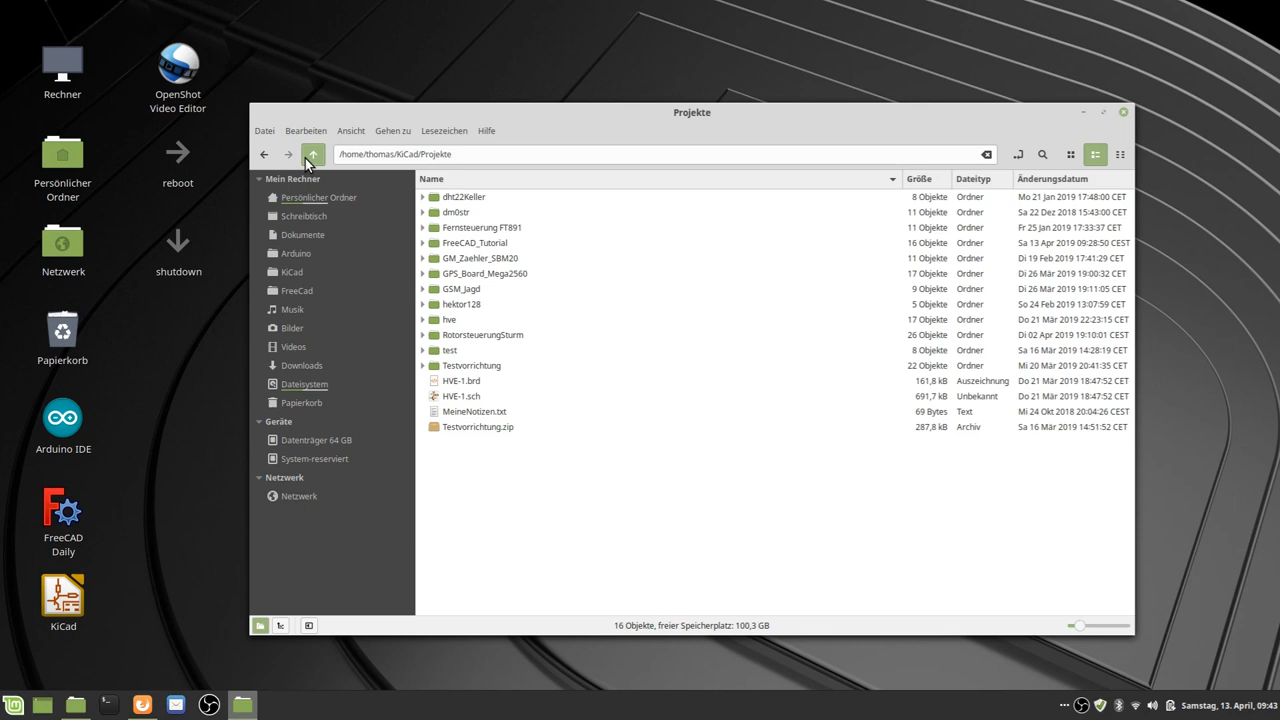 Rechner
OpenShot
Video Editor
Persönlicher
Ordner
reboot
Netzwerk
shutdown
Papierkorb
Arduino IDE
FreeCAD
Daily
KiCad
Projekte
Datei Bearbeiten Ansicht Gehen zu Lesezeichen Hilfe
/home/thomas/KiCad/Projekte
Mein Rechner
Persönlicher Ordner
Schreibtisch
Dokumente
Arduino
KiCad
FreeCad
Musik
Bilder
Videos
Downloads
Dateisystem
Papierkorb
Geräte
Datenträger 64 GB
System-reserviert
Netzwerk
Netzwerk
Name Größe Dateityp Änderungsdatum
dht22Keller 8 Objekte Ordner Mo 21 Jan 2019 17:48:00 CET
dm0str 11 Objekte Ordner Sa 22 Dez 2018 15:43:00 CET
Fernsteuerung FT891 11 Objekte Ordner Fr 25 Jan 2019 17:33:37 CET
FreeCAD_Tutorial 16 Objekte Ordner Sa 13 Apr 2019 09:28:50 CEST
GM_Zaehler_SBM20 11 Objekte Ordner Di 19 Feb 2019 17:41:29 CET
GPS_Board_Mega2560 17 Objekte Ordner Di 26 Mär 2019 19:00:32 CET
GSM_Jagd 9 Objekte Ordner Di 26 Mär 2019 19:11:05 CET
hektor128 5 Objekte Ordner So 24 Feb 2019 13:07:59 CET
hve 17 Objekte Ordner Do 21 Mär 2019 22:23:15 CET
RotorsteuerungSturm 26 Objekte Ordner Di 02 Apr 2019 19:10:01 CEST
test 8 Objekte Ordner Sa 16 Mär 2019 14:28:19 CET
Testvorrichtung 22 Objekte Ordner Mi 20 Mär 2019 20:41:35 CET
HVE-1.brd 161,8 kB Auszeichnung Do 21 Mär 2019 18:47:52 CET
HVE-1.sch 691,7 kB Unbekannt Do 21 Mär 2019 18:47:52 CET
MeineNotizen.txt 69 Bytes Text Mi 24 Okt 2018 20:04:26 CEST
Testvorrichtung.zip 287,8 kB Archiv Sa 16 Mär 2019 14:51:52 CET
16 Objekte, freier Speicherplatz: 100,3 GB
Samstag, 13. April, 09:43